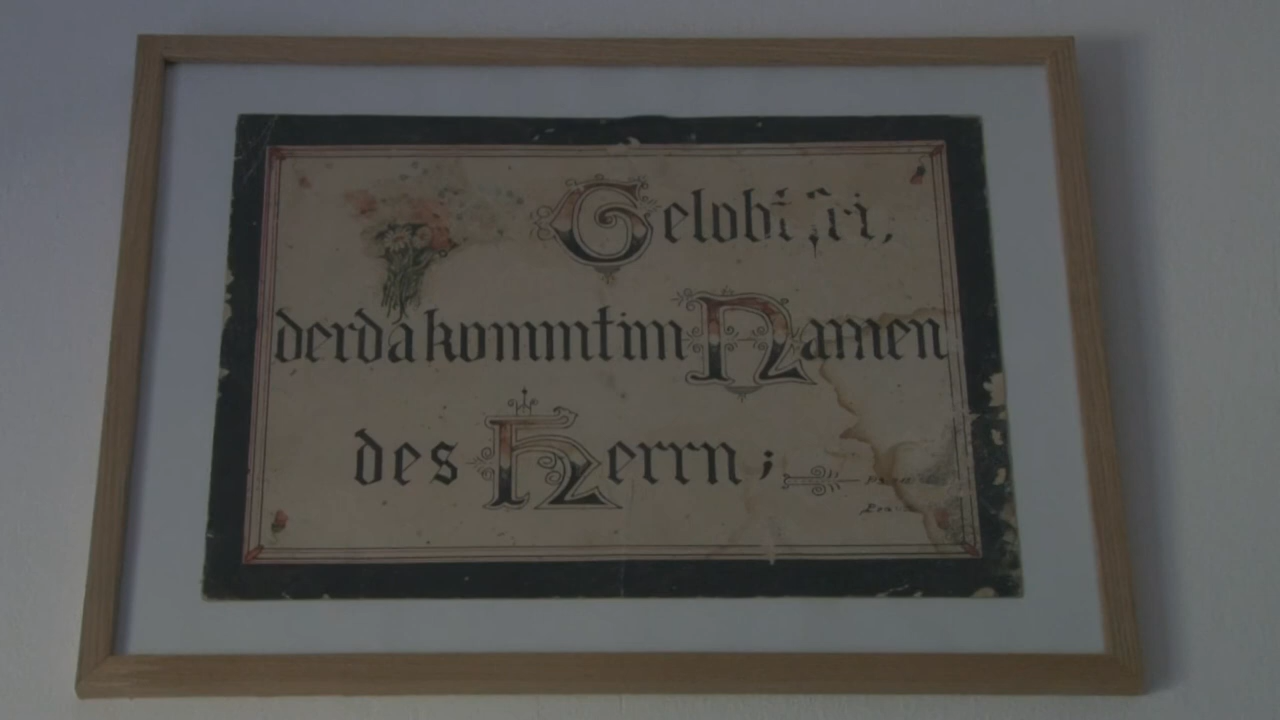 Gelobt sei,
der da kommt im Namen
des Herrn;